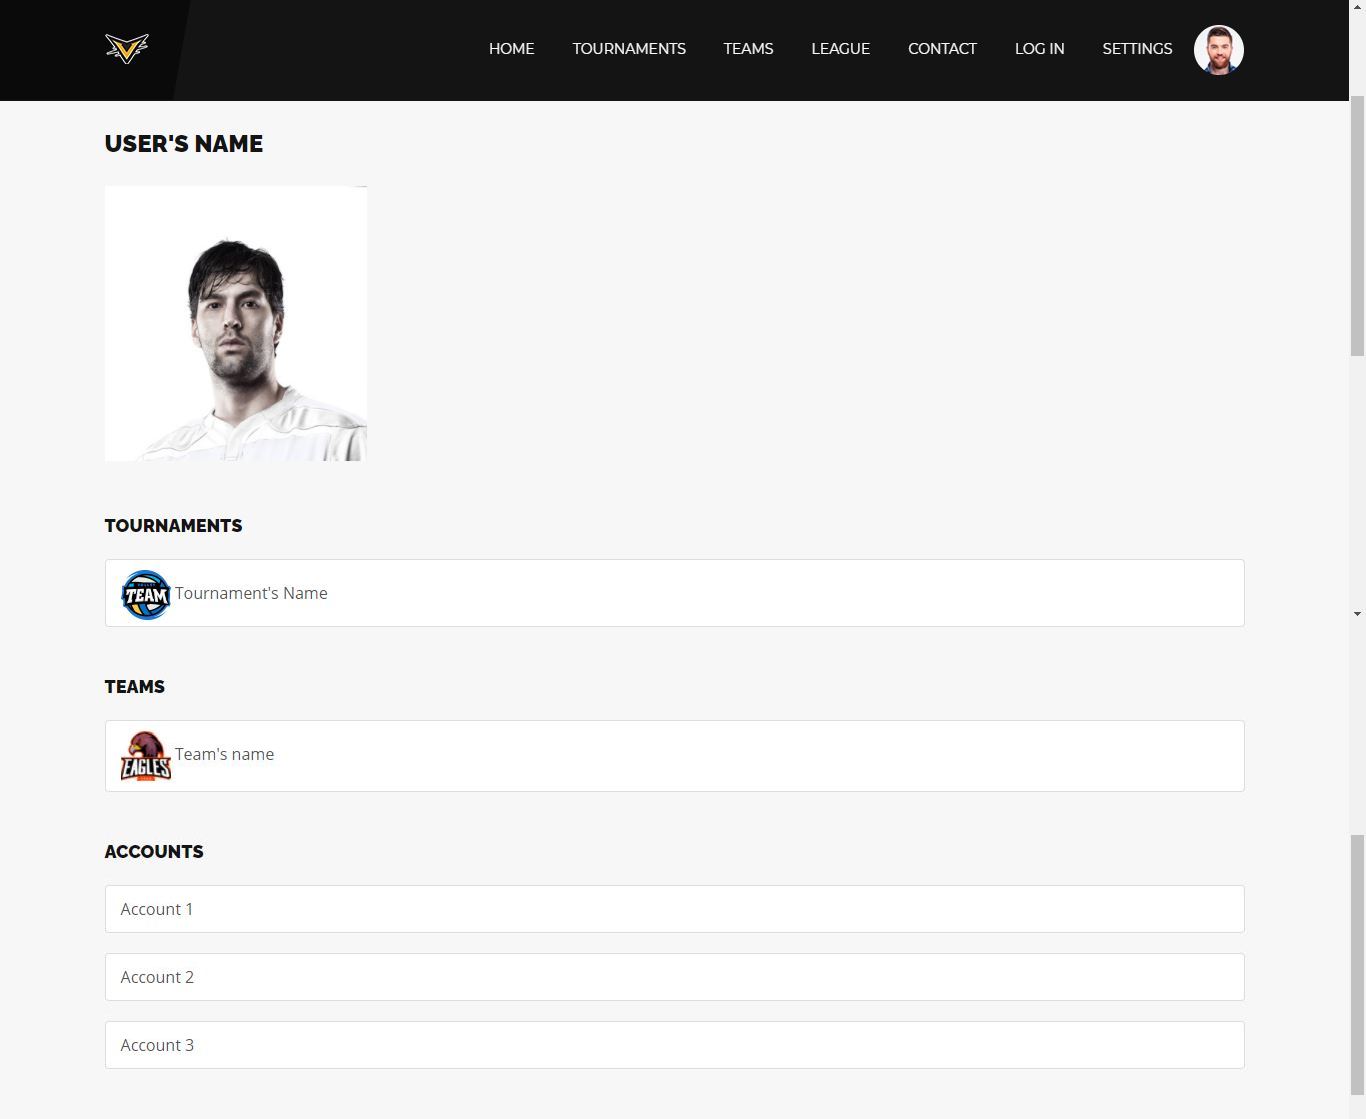 HOME TOURNAMENTS TEAMS LEAGUE CONTACT LOG IN SETTINGS
USER'S NAME
TOURNAMENTS
TEAM
Tournament's Name
TEAMS
EAGLES
Team's name
ACCOUNTS
Account 1
Account 2
Account 3